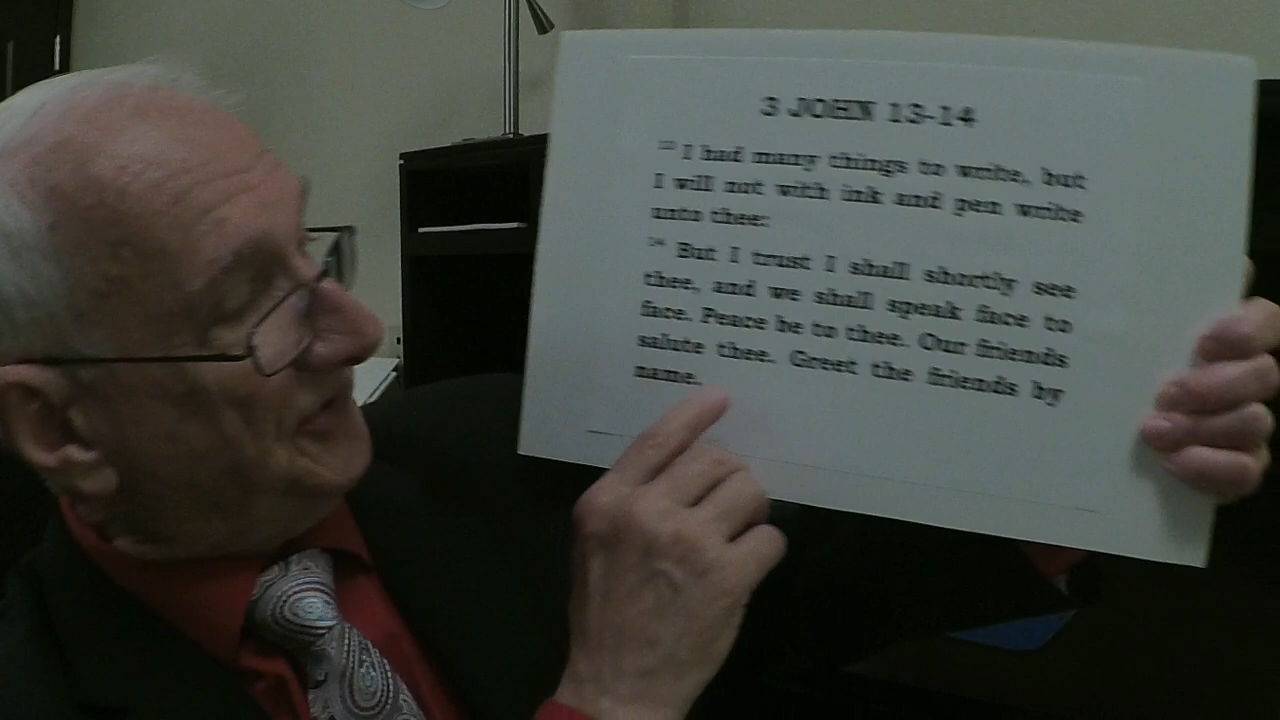 3 JOHN 13-14
13 I had many things to write, but
I will not with ink and pen write
unto thee:
14 But I trust I shall shortly see
thee, and we shall speak face to
face. Peace be to thee. Our friends
salute thee. Greet the friends by
name.